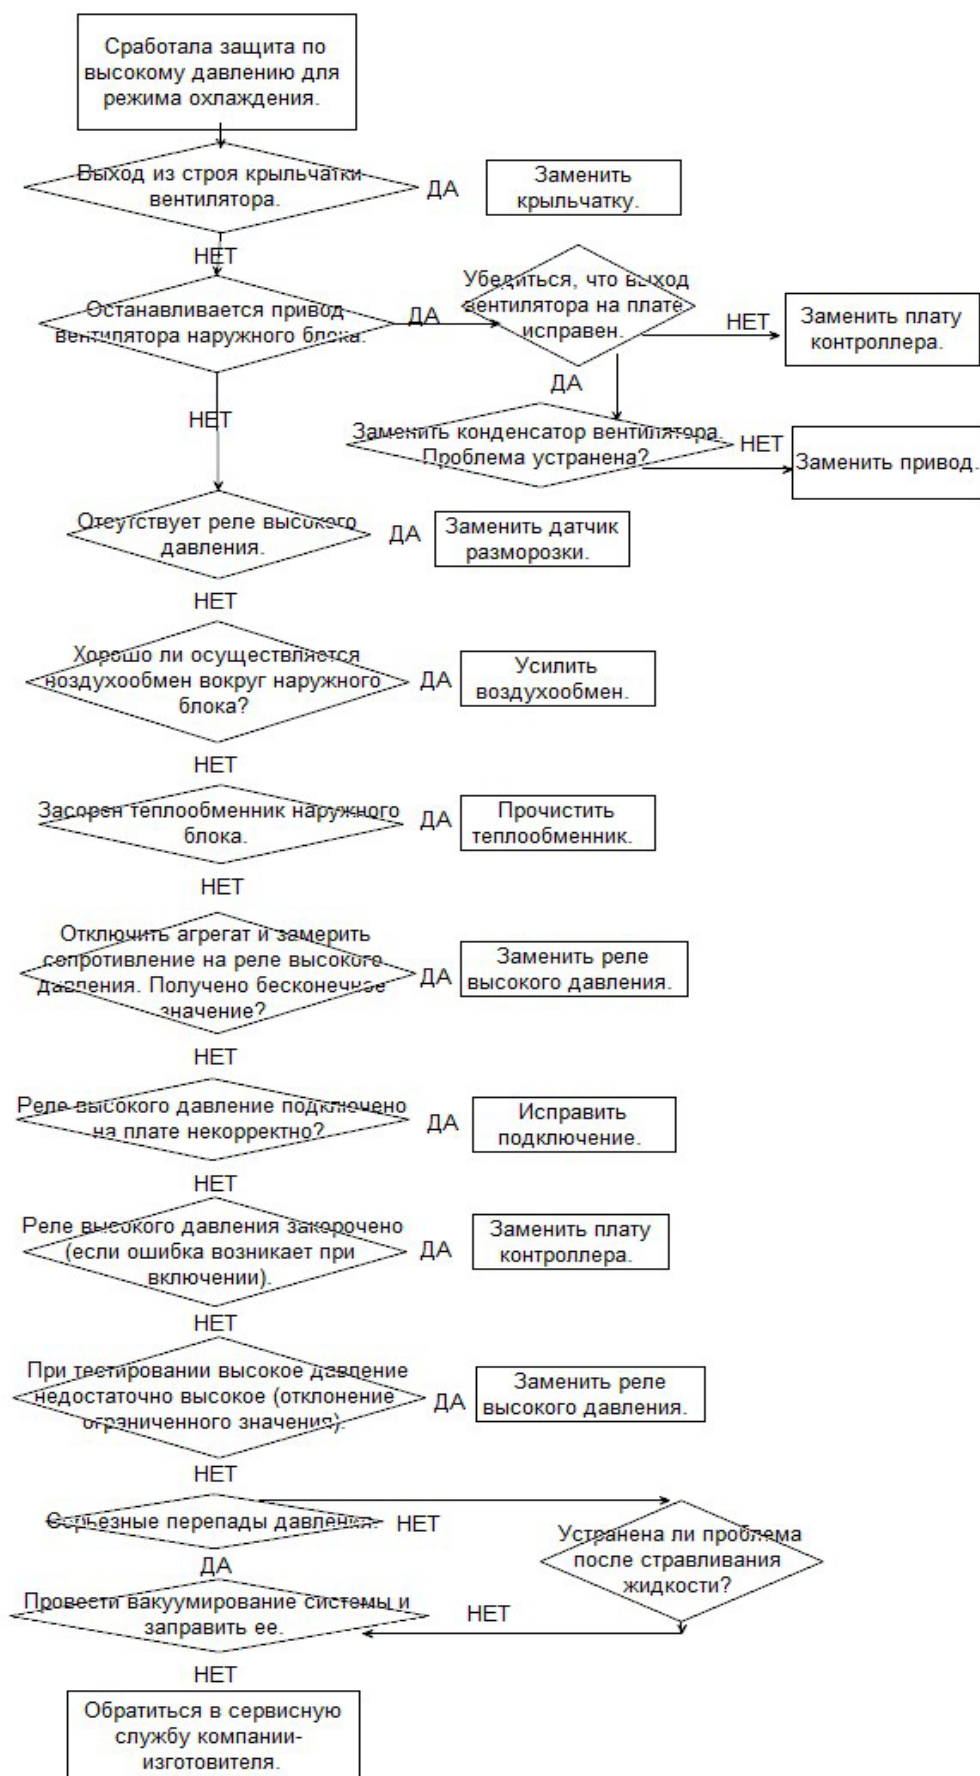 Сработала защита по
высокому давлению для
режима охлаждения.
Выход из строя крыльчатки
вентилятора.
ДА
Заменить
крыльчатку.
НЕТ
Останавливается привод
вентилятора наружного блока.
ДА
Убедиться, что выход
вентилятора на плате
исправен.
НЕТ
Заменить плату
контроллера.
ДА
Заменить конденсатор вентилятора.
Проблема устранена?
НЕТ
Заменить привод.
НЕТ
Отсутствует реле высокого
давления.
ДА
Заменить датчик
разморозки.
НЕТ
Хорошо ли осуществляется
воздухообмен вокруг наружного
блока?
ДА
Усилить
воздухообмен.
НЕТ
Засорен теплообменник наружного
блока.
ДА
Прочистить
теплообменник.
НЕТ
Отключить агрегат и замерить
сопротивление на реле высокого
давления. Получено бесконечное
значение?
ДА
Заменить реле
высокого давления.
НЕТ
Реле высокого давление подключено
на плате некорректно?
ДА
Исправить
подключение.
НЕТ
Реле высокого давления закорочено
(если ошибка возникает при
включении).
ДА
Заменить плату
контроллера.
НЕТ
При тестировании высокое давление
недостаточно высокое (отклонение
ограниченного значения).
ДА
Заменить реле
высокого давления.
НЕТ
Серьезные перепады давления.
НЕТ
Устранена ли проблема
после стравливания
жидкости?
ДА
Провести вакуумирование системы и
заправить ее.
НЕТ
НЕТ
Обратиться в сервисную
службу компании-
изготовителя.